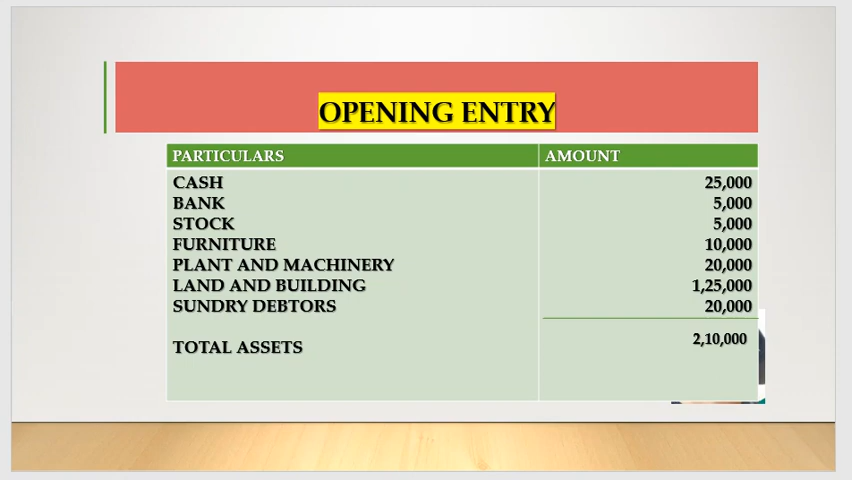 OPENING ENTRY
PARTICULARS AMOUNT
CASH 25,000
BANK 5,000
STOCK 5,000
FURNITURE 10,000
PLANT AND MACHINERY 20,000
LAND AND BUILDING 1,25,000
SUNDRY DEBTORS 20,000
TOTAL ASSETS 2,10,000